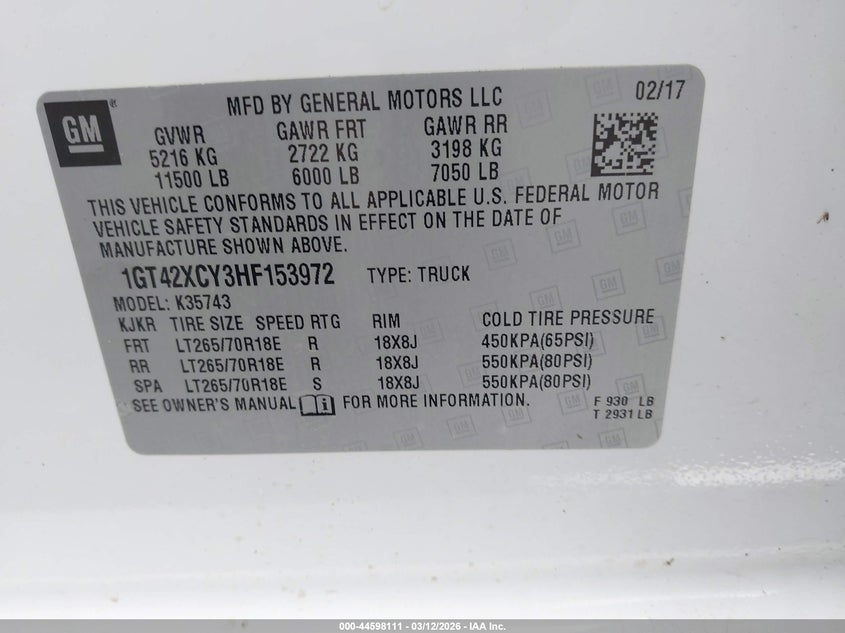 GM
MFD BY GENERAL MOTORS LLC 02/17
GVWR GAWR FRT GAWR RR
5216 KG 2722 KG 3198 KG
11500 LB 6000 LB 7050 LB
THIS VEHICLE CONFORMS TO ALL APPLICABLE U.S. FEDERAL MOTOR
VEHICLE SAFETY STANDARDS IN EFFECT ON THE DATE OF
MANUFACTURE SHOWN ABOVE.
1GT42XCY3HF153972 TYPE: TRUCK
MODEL: K35743
KJKR TIRE SIZE SPEED RTG RIM COLD TIRE PRESSURE
FRT LT265/70R18E R 18X8J 450KPA(65PSI)
RR LT265/70R18E R 18X8J 550KPA(80PSI)
SPA LT265/70R18E S 18X8J 550KPA(80PSI)
SEE OWNER'S MANUAL FOR MORE INFORMATION.
F 930 LB
T 2931 LB
000-44598111 - 03/12/2026 - IAA Inc.